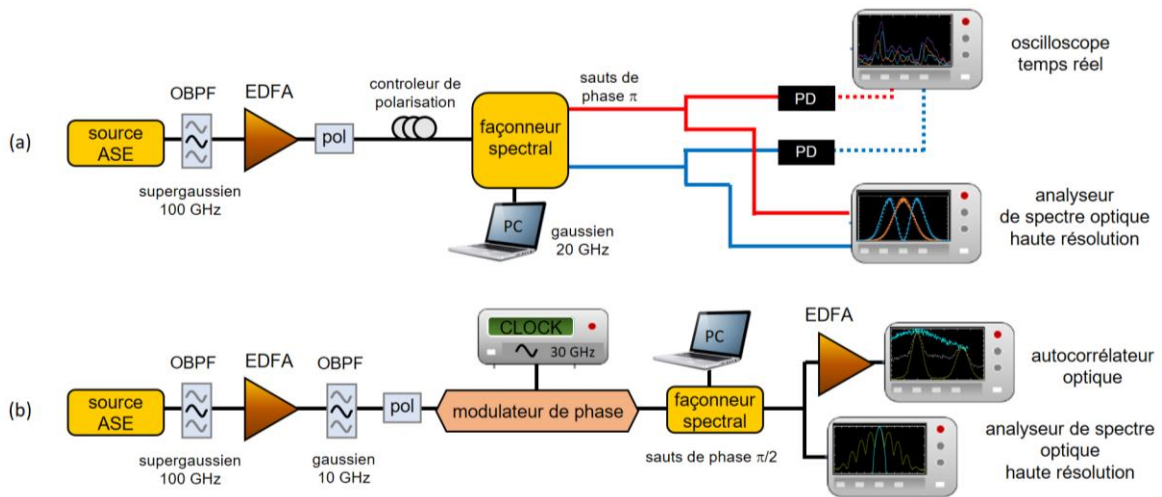 (a)
source
ASE
OBPF
supergaussien
100 GHz
EDFA
pol
controleur de
polarisation
façonneur
spectral
PC
gaussien
20 GHz
sauts de
phase π
PD
PD
oscilloscope
temps réel
analyseur
de spectre optique
haute résolution
(b)
source
ASE
OBPF
supergaussien
100 GHz
EDFA
OBPF
gaussien
10 GHz
pol
CLOCK
30 GHz
modulateur de phase
PC
façonneur
spectral
sauts de phase π/2
EDFA
autocorrélateur
optique
analyseur de spectre
optique
haute résolution